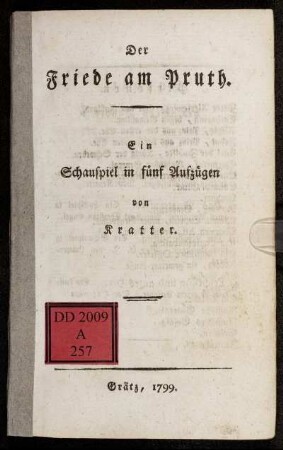 Der
Friede am Pruth.
Ein
Schauspiel in fünf Aufzügen
von
Kratter.
DD 2009
A
257
Grätz, 1799.